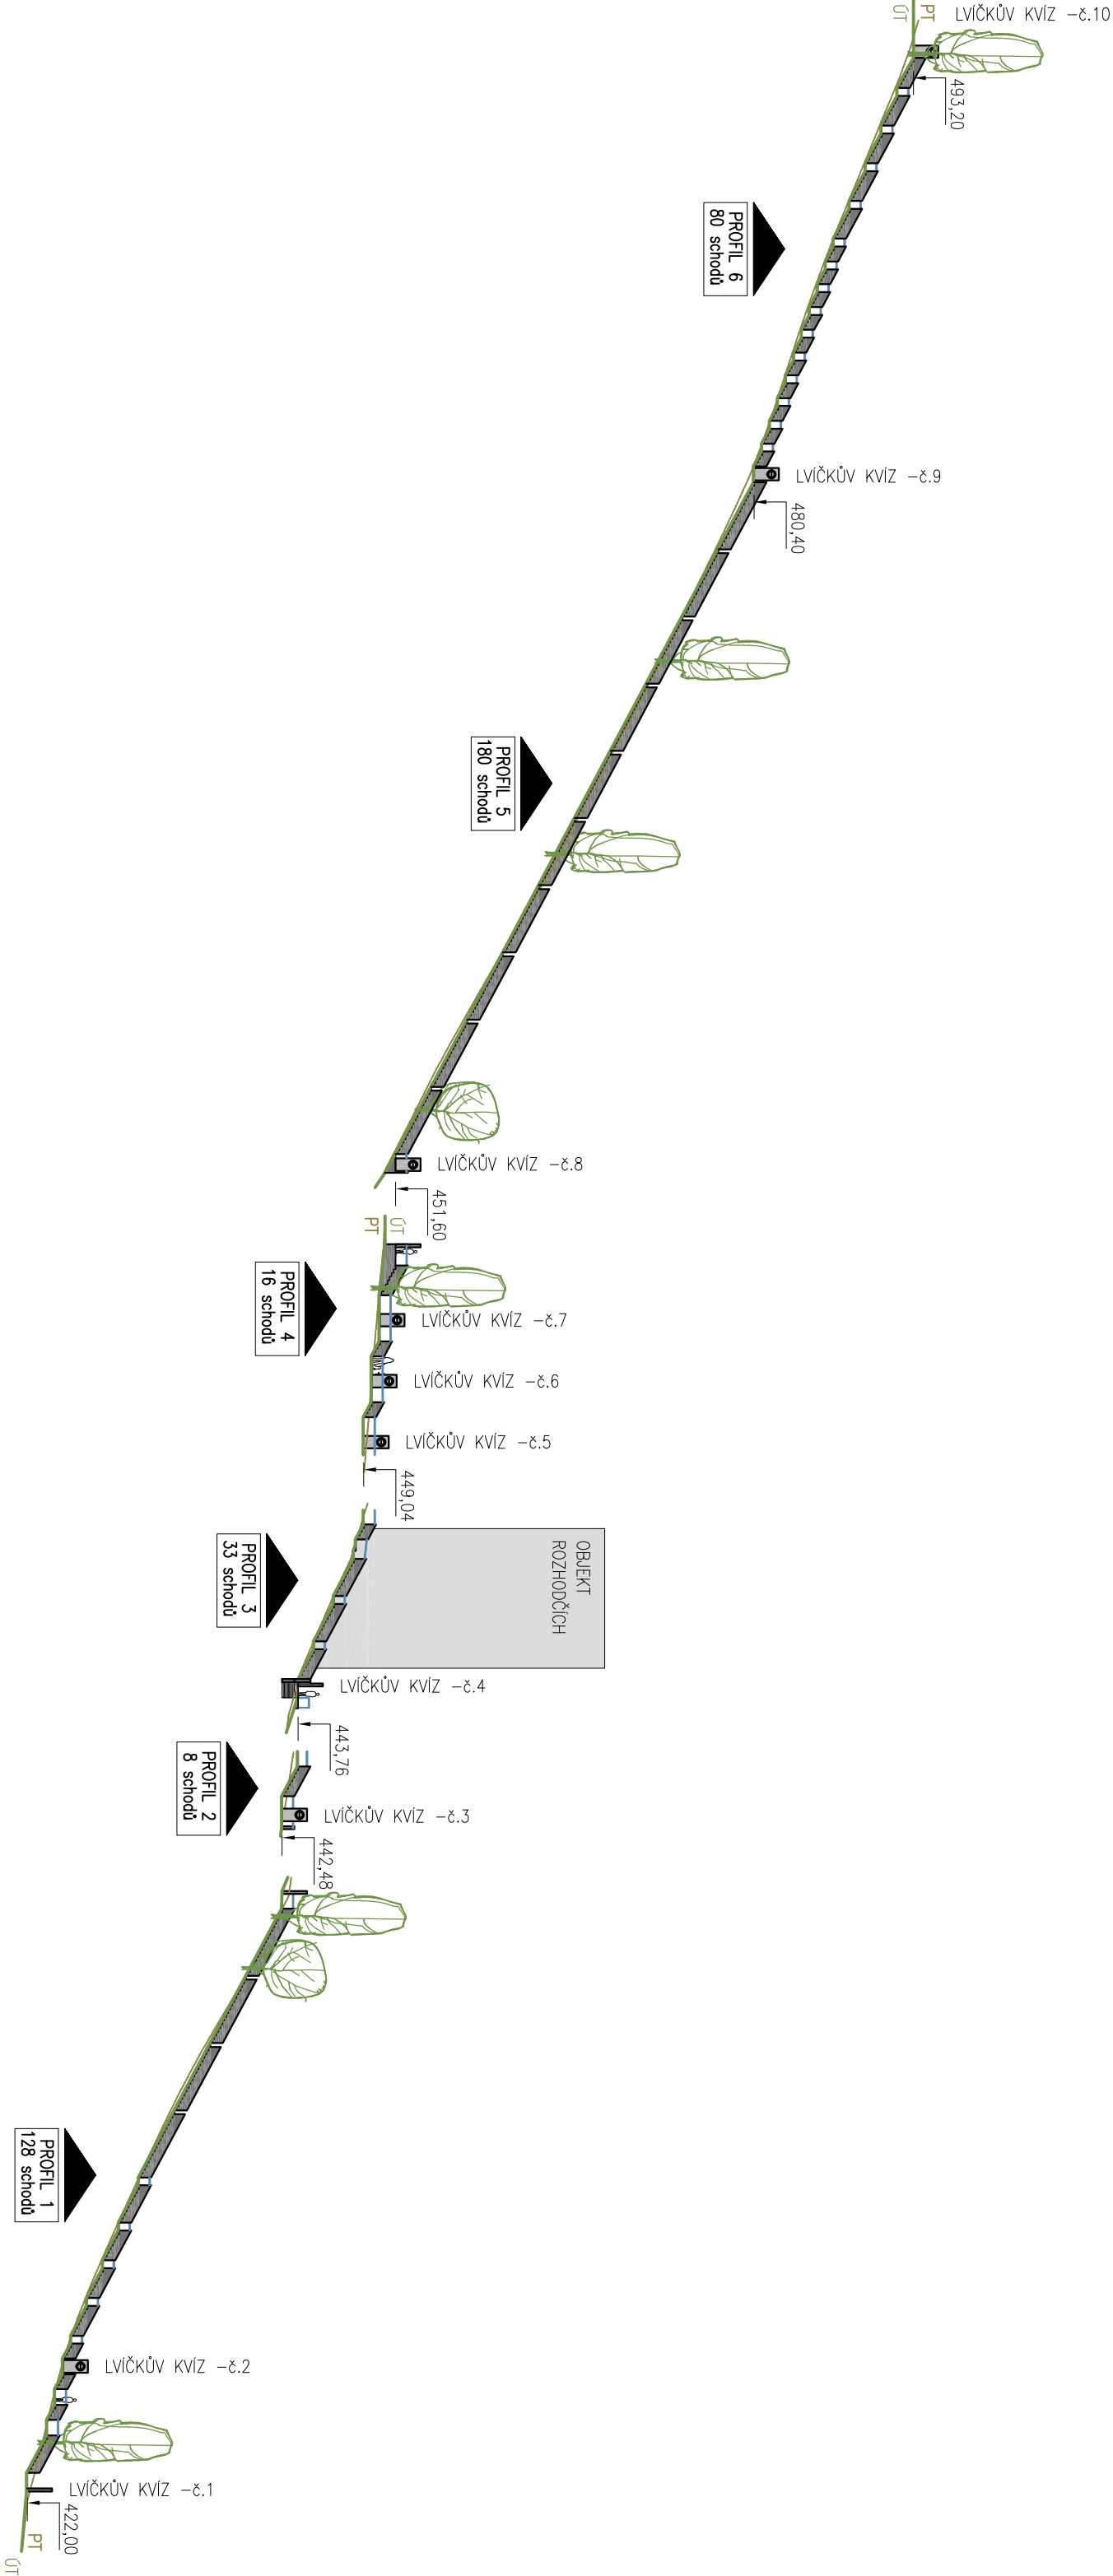 LVÍČKŮV KVÍZ -č.10
PT
ÚT
493,20
PROFIL 6
80 schodů
LVÍČKŮV KVÍZ -č.9
480,40
PROFIL 5
180 schodů
LVÍČKŮV KVÍZ -č.8
451,60
ÚT
PT
PROFIL 4
16 schodů
LVÍČKŮV KVÍZ -č.7
LVÍČKŮV KVÍZ -č.6
LVÍČKŮV KVÍZ -č.5
449,04
OBJEKT
ROZHODČÍCH
PROFIL 3
33 schodů
LVÍČKŮV KVÍZ -č.4
443,76
PROFIL 2
8 schodů
LVÍČKŮV KVÍZ -č.3
442,48
PROFIL 1
128 schodů
LVÍČKŮV KVÍZ -č.2
LVÍČKŮV KVÍZ -č.1
422,00
PT
ÚT